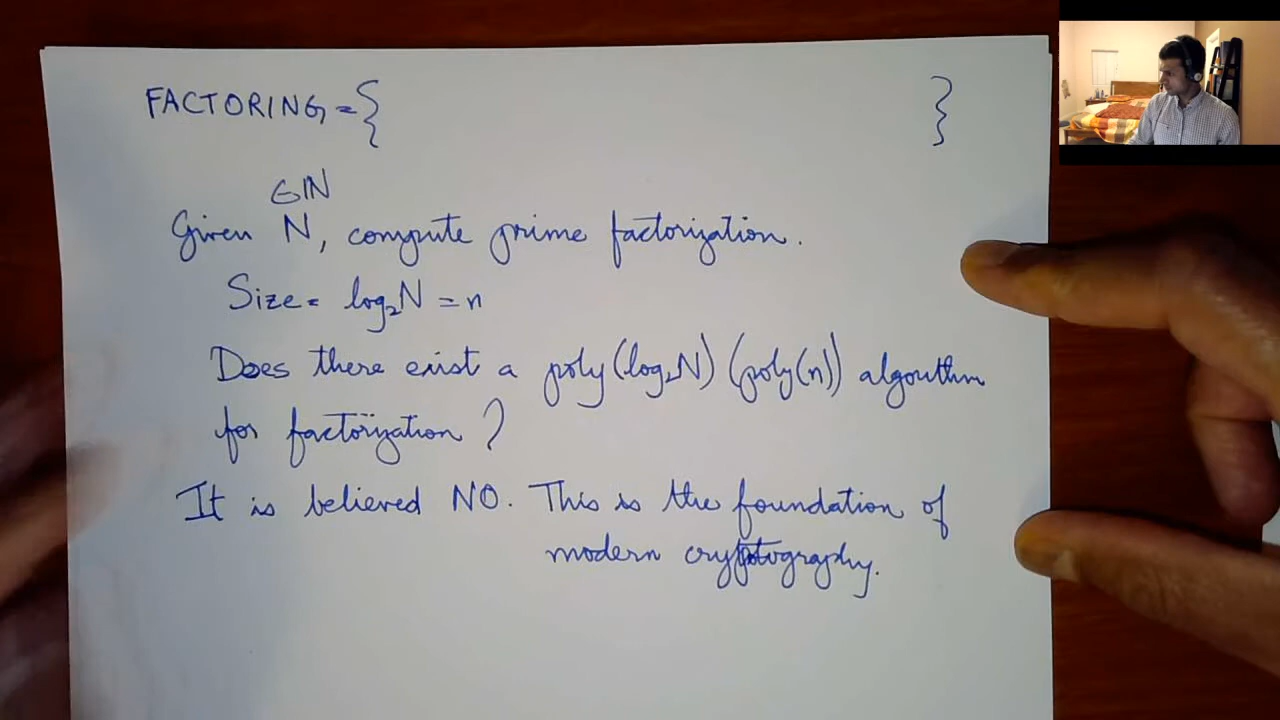 FACTORING = { }
∈ ℕ
Given N, compute prime factorization.
Size = log₂N = n
Does there exist a poly(log₂N) (poly(n)) algorithm
for factorization ?
It is believed NO. This is the foundation of
modern cryptography.